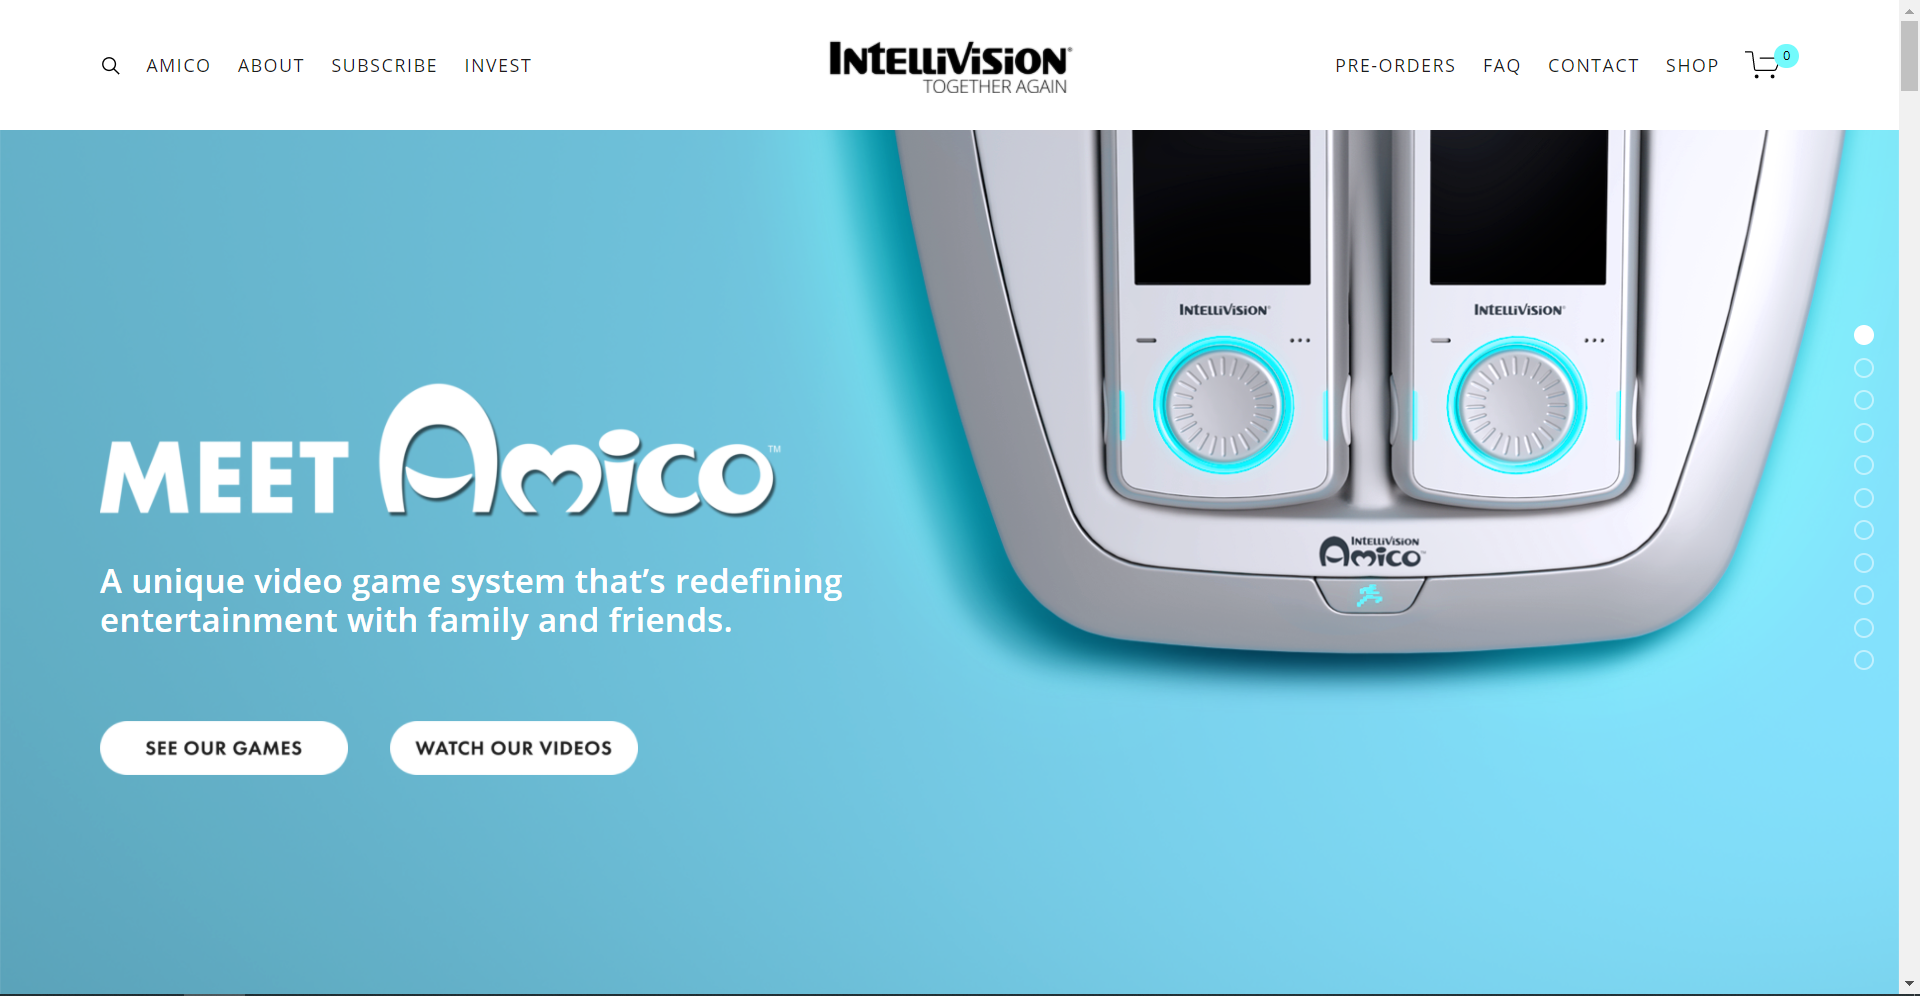 AMICO ABOUT SUBSCRIBE INVEST
INTELLIVISION®
TOGETHER AGAIN
PRE-ORDERS FAQ CONTACT SHOP 0
INTELLIVISION INTELLIVISION
MEET AMICO™
INTELLIVISION
AMICO™
A unique video game system that’s redefining
entertainment with family and friends.
SEE OUR GAMES WATCH OUR VIDEOS